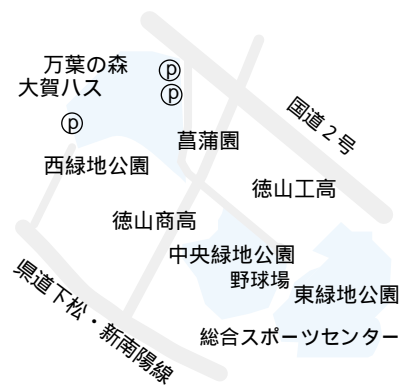 万葉の森
大賀ハス
ⓟ
ⓟ
ⓟ
西緑地公園
菖蒲園
国道2号
徳山工高
徳山商高
中央緑地公園
野球場
東緑地公園
総合スポーツセンター
県道下松・新南陽線